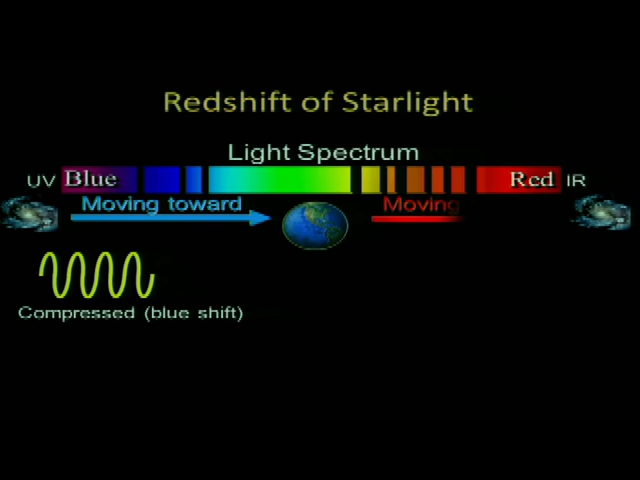 Redshift of Starlight
Light Spectrum
UV Blue Red IR
Moving toward Moving
Compressed (blue shift)